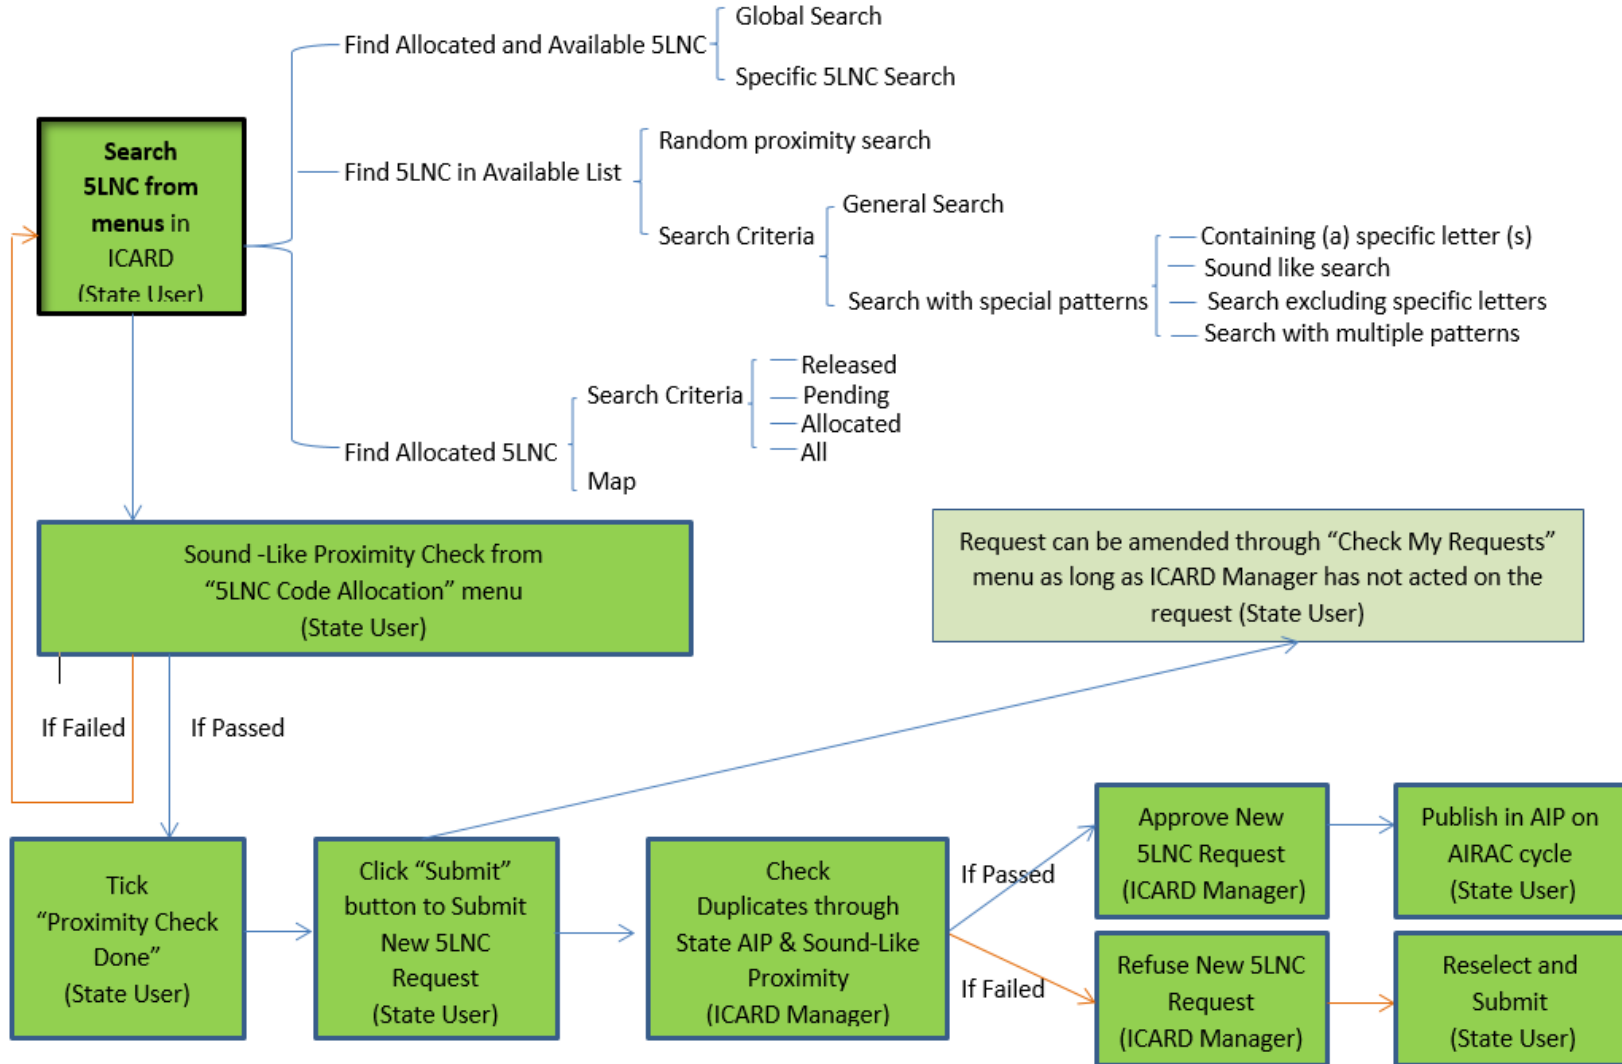 Search
5LNC from
menus in
ICARD
(State User)
Find Allocated and Available 5LNC
Global Search
Specific 5LNC Search
Find 5LNC in Available List
Random proximity search
Search Criteria
General Search
Search with special patterns
Containing (a) specific letter (s)
Sound like search
Search excluding specific letters
Search with multiple patterns
Find Allocated 5LNC
Search Criteria
Released
Pending
Allocated
All
Map
Sound -Like Proximity Check from
“5LNC Code Allocation” menu
(State User)
Request can be amended through “Check My Requests”
menu as long as ICARD Manager has not acted on the
request (State User)
If Failed
If Passed
Tick
“Proximity Check
Done”
(State User)
Click “Submit”
button to Submit
New 5LNC
Request
(State User)
Check
Duplicates through
State AIP & Sound-Like
Proximity
(ICARD Manager)
If Passed
If Failed
Approve New
5LNC Request
(ICARD Manager)
Publish in AIP on
AIRAC cycle
(State User)
Refuse New 5LNC
Request
(ICARD Manager)
Reselect and
Submit
(State User)